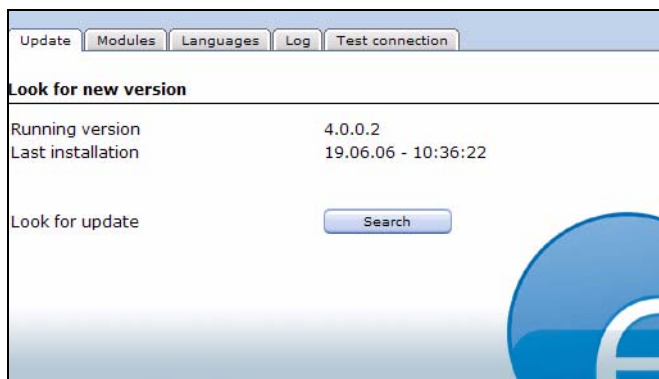 Update Modules Languages Log Test connection
Look for new version
Running version 4.0.0.2
Last installation 19.06.06 - 10:36:22
Look for update Search